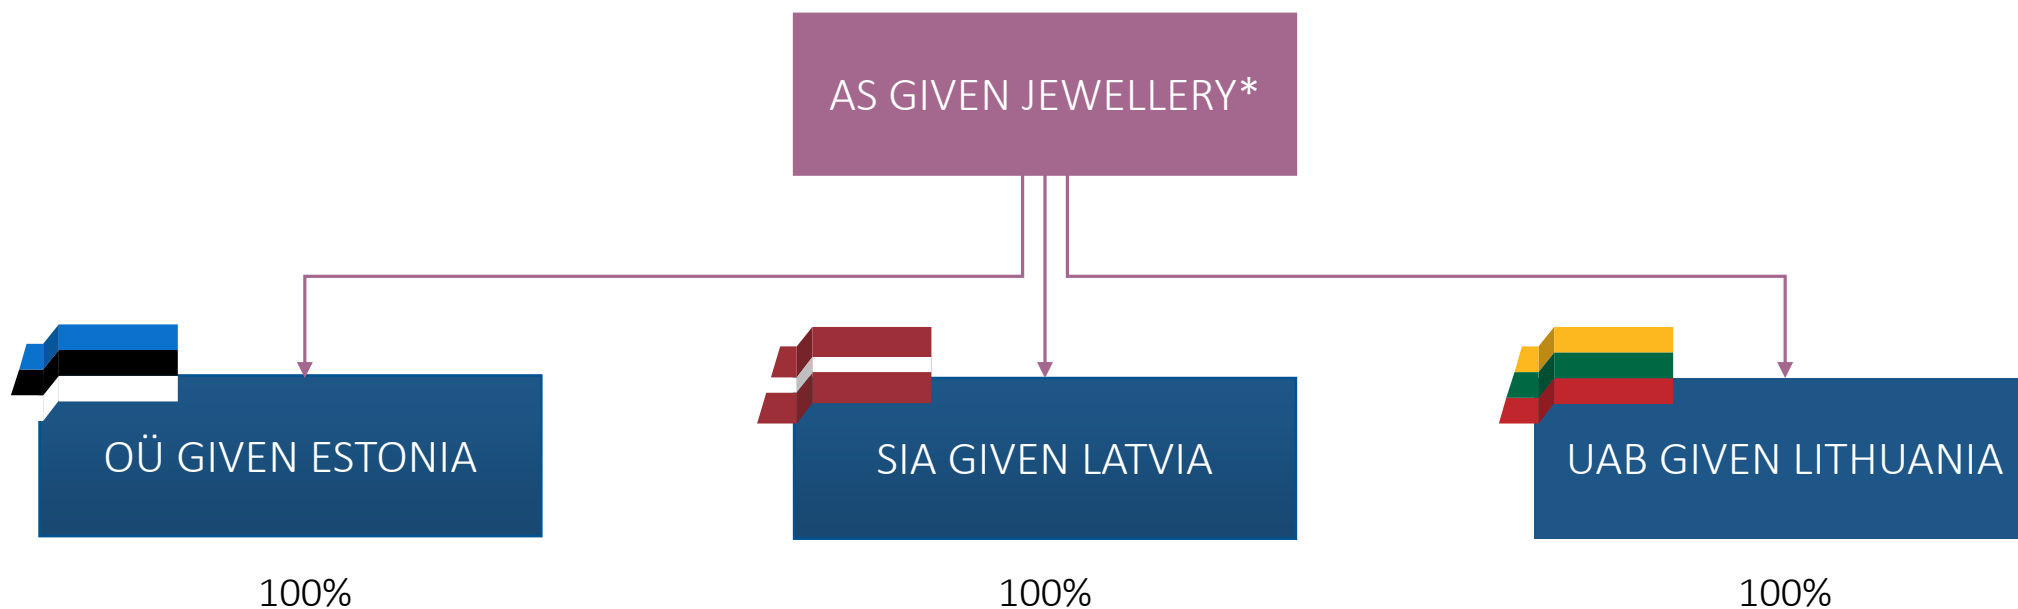 AS GIVEN JEWELLERY*
OÜ GIVEN ESTONIA
SIA GIVEN LATVIA
UAB GIVEN LITHUANIA
100%
100%
100%